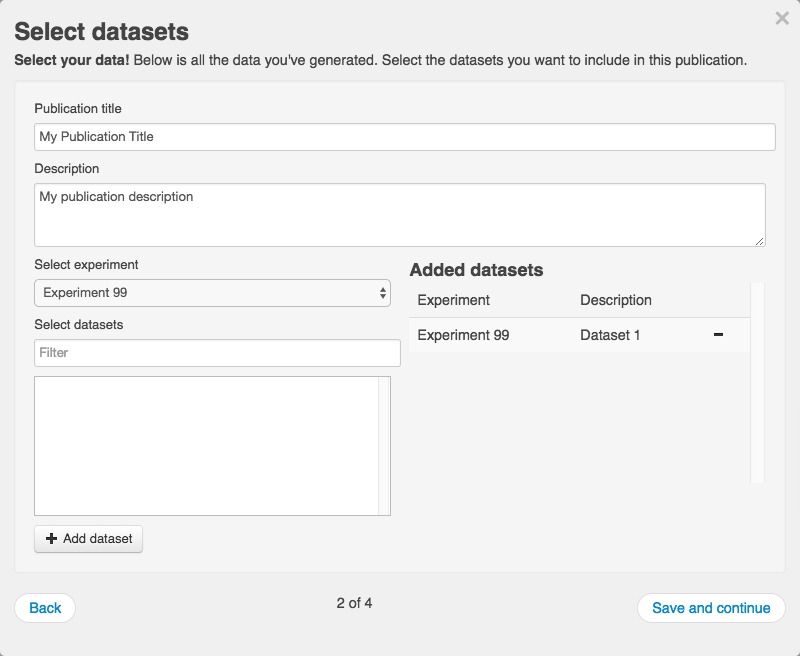 Select datasets
Select your data! Below is all the data you've generated. Select the datasets you want to include in this publication.
Publication title
My Publication Title
Description
My publication description
Select experiment
Experiment 99
Select datasets
Filter
+ Add dataset
Added datasets
Experiment Description
Experiment 99 Dataset 1
Back
2 of 4
Save and continue